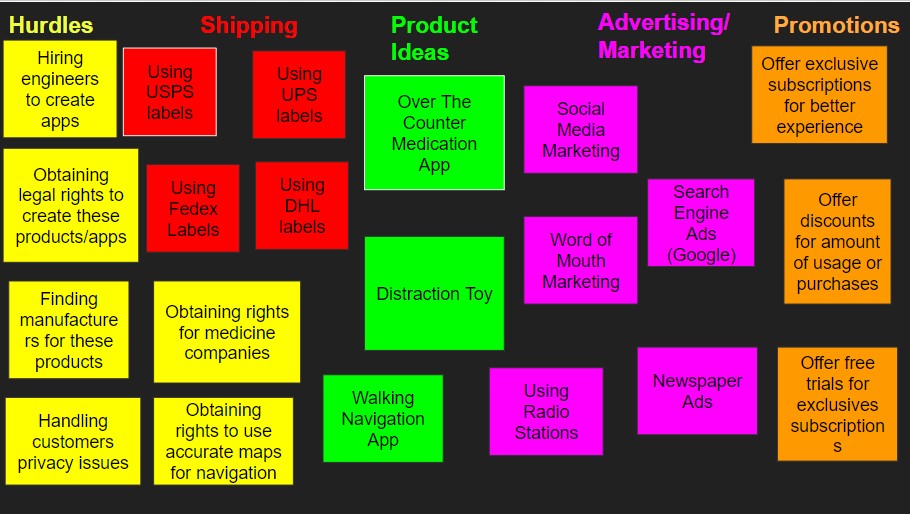 Hurdles
Hiring
engineers
to create
apps
Obtaining
legal rights to
create these
products/apps
Finding
manufacture
rs for these
products
Handling
customers
privacy issues
Obtaining rights
for medicine
companies
Obtaining
rights to use
accurate maps
for navigation
Shipping
Using
USPS
labels
Using
UPS
labels
Using
Fedex
Labels
Using
DHL
labels
Product
Ideas
Over The
Counter
Medication
App
Distraction Toy
Walking
Navigation
App
Advertising/
Marketing
Social
Media
Marketing
Search
Engine
Ads
(Google)
Word of
Mouth
Marketing
Using
Radio
Stations
Newspaper
Ads
Promotions
Offer exclusive
subscriptions
for better
experience
Offer
discounts
for amount
of usage or
purchases
Offer free
trials for
exclusives
subscription
s